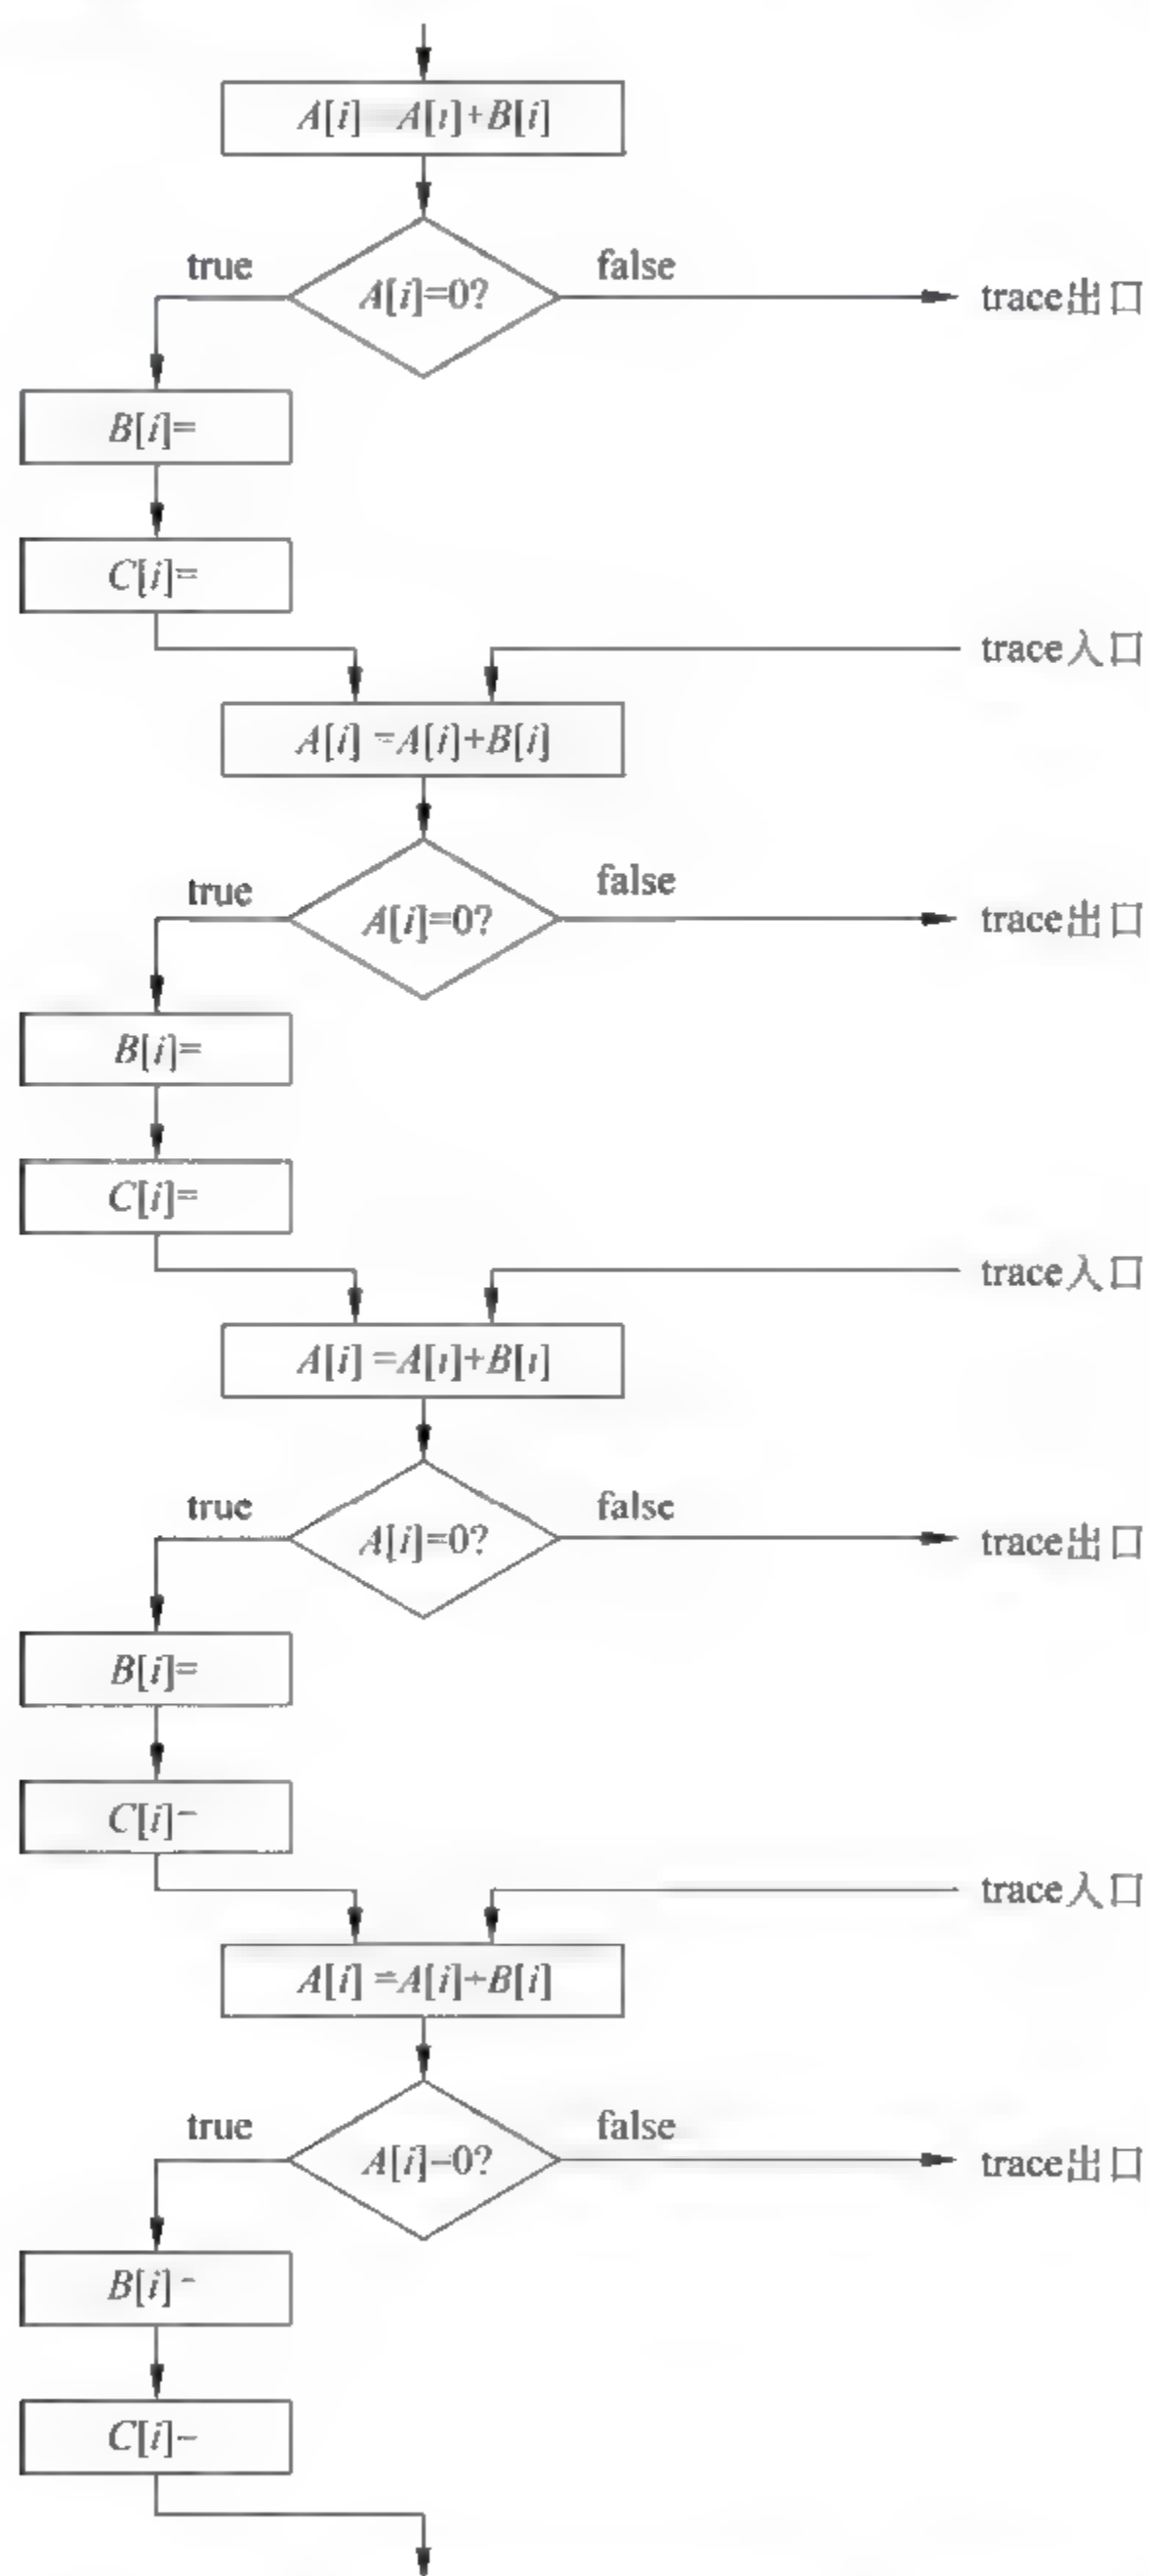 A[i] A[i]+B[i]
true
false
A[i]=0?
trace出口
B[i]=
C[i]=
trace入口
A[i] =A[i]+B[i]
true
false
A[i]=0?
trace出口
B[i]=
C[i]=
trace入口
A[i] =A[i]+B[i]
true
false
A[i]=0?
trace出口
B[i]=
C[i]=
trace入口
A[i] =A[i]+B[i]
true
false
A[i]=0?
trace出口
B[i]=
C[i]=